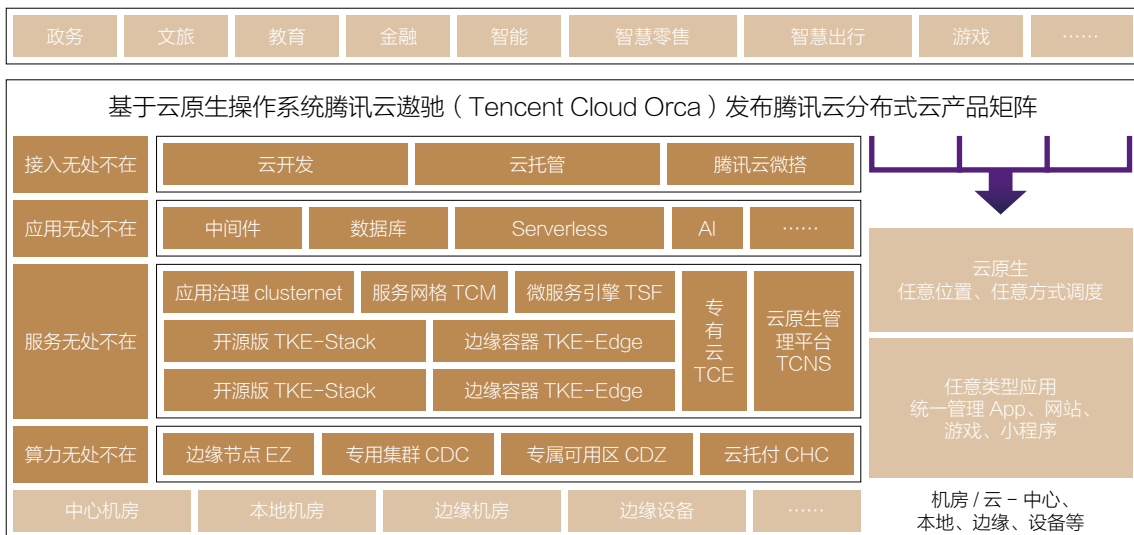 政务 文旅 教育 金融 智能 智慧零售 智慧出行 游戏 ……
基于云原生操作系统腾讯云遨驰（Tencent Cloud Orca）发布腾讯云分布式云产品矩阵
接入无处不在 云开发 云托管 腾讯云微搭
应用无处不在 中间件 数据库 Serverless AI ……
服务无处不在
应用治理 clusternet 服务网格 TCM 微服务引擎 TSF
开源版 TKE-Stack 边缘容器 TKE-Edge
开源版 TKE-Stack 边缘容器 TKE-Edge
专
有
云
TCE
云原生管
理平台
TCNS
算力无处不在 边缘节点 EZ 专用集群 CDC 专属可用区 CDZ 云托付 CHC
中心机房 本地机房 边缘机房 边缘设备 ……
云原生
任意位置、任意方式调度
任意类型应用
统一管理 App、网站、
游戏、小程序
机房 / 云 - 中心、
本地、边缘、设备等